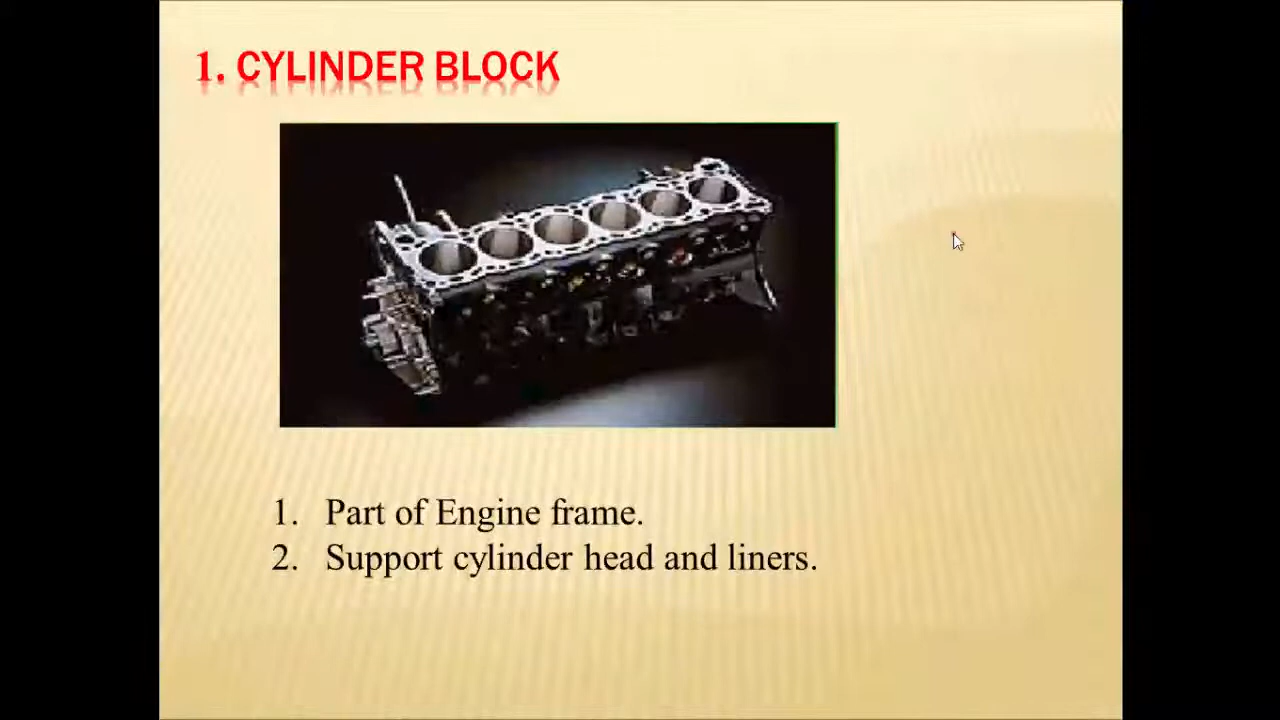 1. CYLINDER BLOCK
1. Part of Engine frame.
2. Support cylinder head and liners.